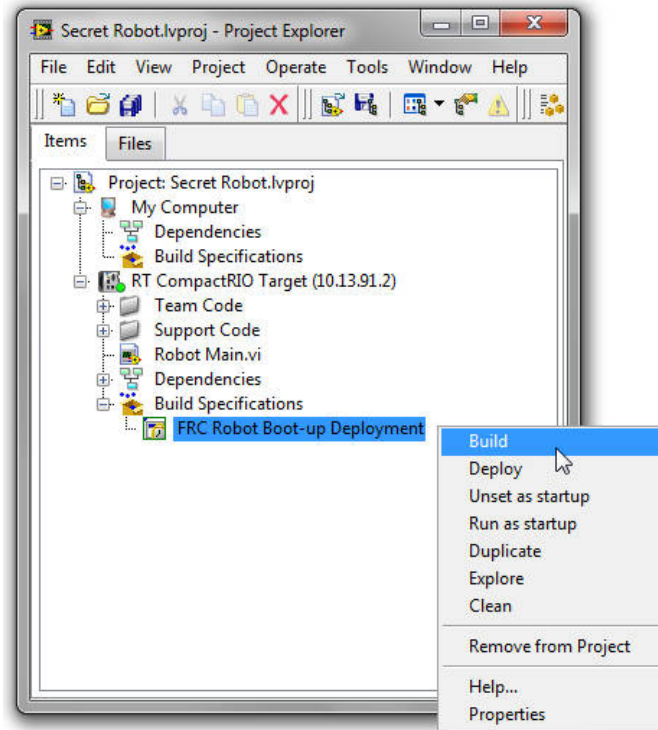 Secret Robot.lvproj - Project Explorer
File Edit View Project Operate Tools Window Help
Items Files
Project: Secret Robot.lvproj
My Computer
Dependencies
Build Specifications
RT CompactRIO Target (10.13.91.2)
Team Code
Support Code
Robot Main.vi
Dependencies
Build Specifications
FRC Robot Boot-up Deployment
Build
Deploy
Unset as startup
Run as startup
Duplicate
Explore
Clean
Remove from Project
Help...
Properties